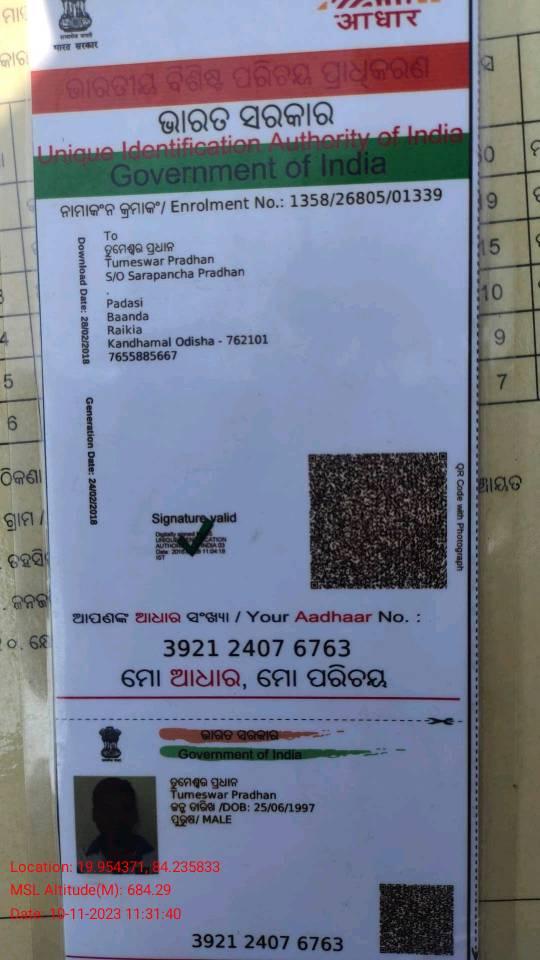 भारत सरकार
आधार
ଭାରତୀୟ ବିଶିଷ୍ଟ ପରିଚୟ ପ୍ରାଧିକରଣ
ଭାରତ ସରକାର
Unique Identification Authority of India
Government of India
ନାମାଙ୍କନ କ୍ରମାଙ୍କ/ Enrolment No.: 1358/26805/01339
To
ତୁମେଶ୍ୱର ପ୍ରଧାନ
Tumeswar Pradhan
S/O Sarapancha Pradhan
.
Padasi
Baanda
Raikia
Kandhamal Odisha - 762101
7655885667
Download Date: 28/02/2018
Generation Date: 24/02/2018
QR Code with Photograph
Signature valid
ଆପଣଙ୍କ ଆଧାର ସଂଖ୍ୟା / Your Aadhaar No. :
3921 2407 6763
ମୋ ଆଧାର, ମୋ ପରିଚୟ
ଭାରତ ସରକାର
Government of India
ତୁମେଶ୍ୱର ପ୍ରଧାନ
Tumeswar Pradhan
ଜନ୍ମ ତାରିଖ /DOB: 25/06/1997
ପୁରୁଷ/ MALE
3921 2407 6763
Location: 19.954371, 84.235833
MSL Altitude(M): 684.29
Date: 10-11-2023 11:31:40